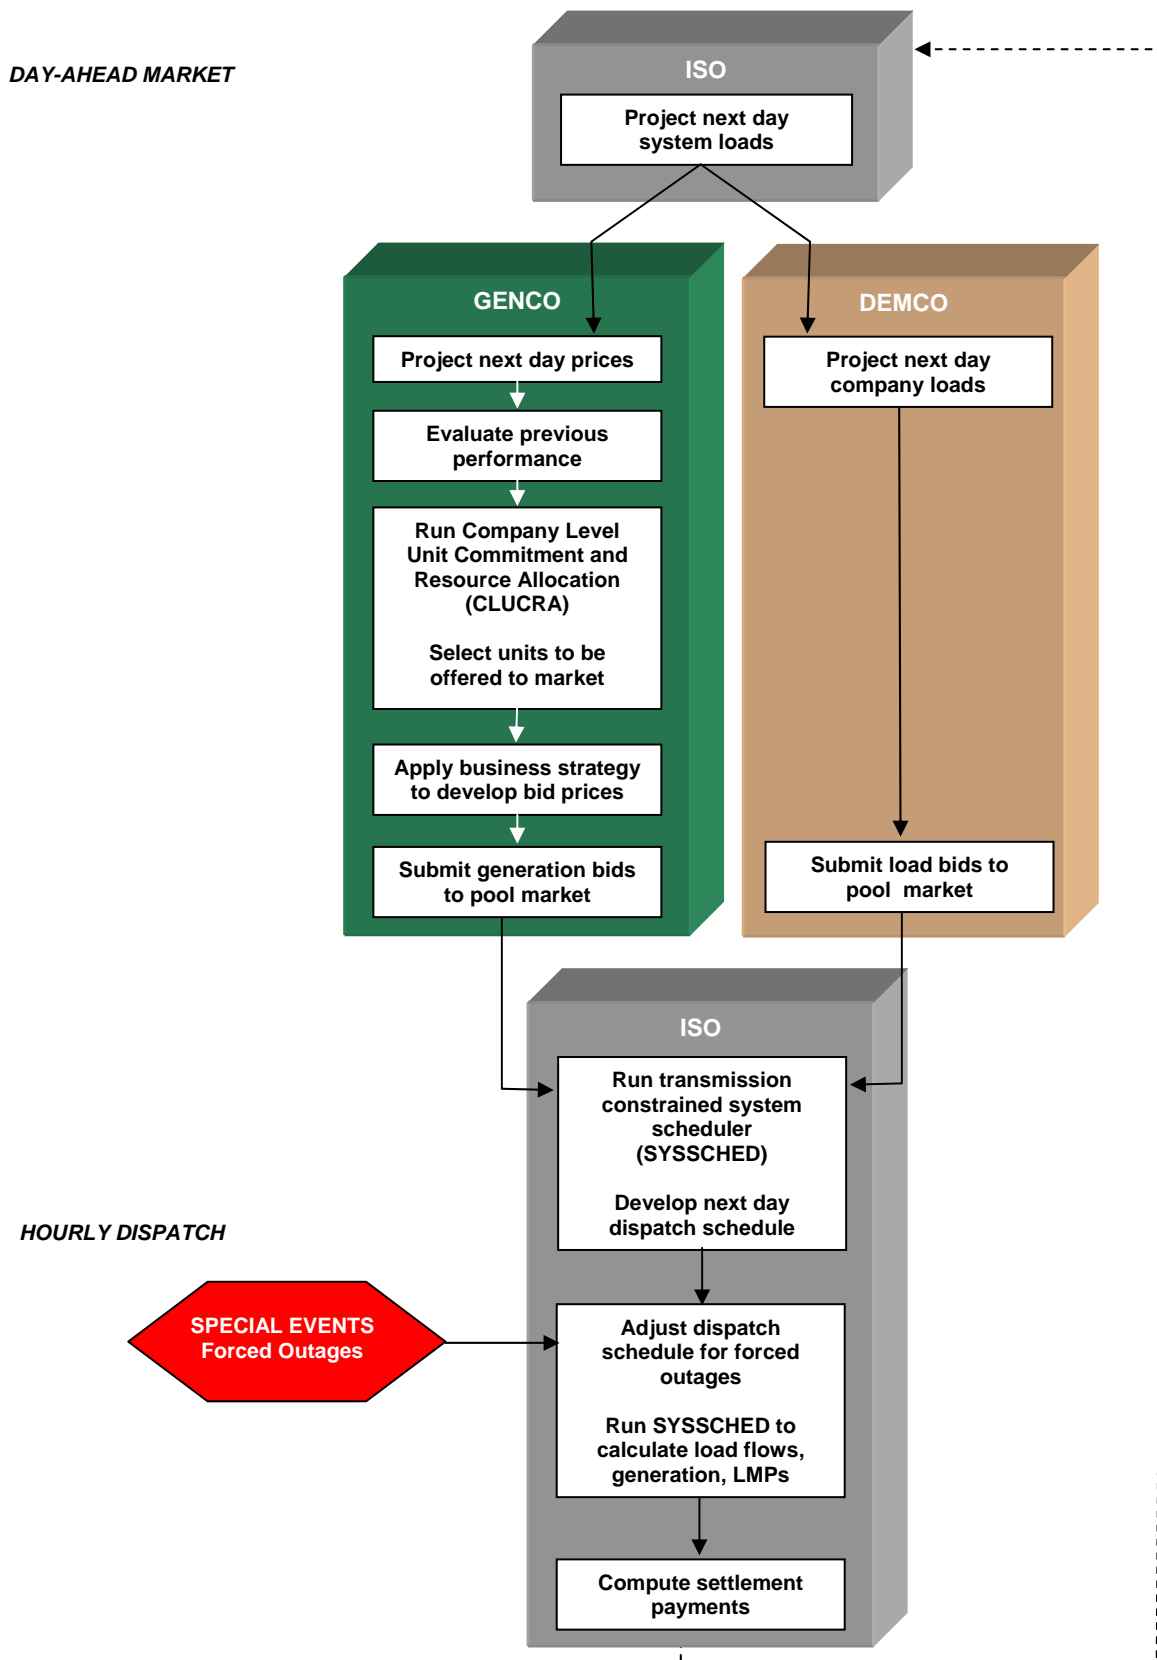 DAY-AHEAD MARKET
ISO
Project next day
system loads
GENCO
Project next day prices
Evaluate previous
performance
Run Company Level
Unit Commitment and
Resource Allocation
(CLUCRA)
Select units to be
offered to market
Apply business strategy
to develop bid prices
Submit generation bids
to pool market
DEMCO
Project next day
company loads
Submit load bids to
pool market
ISO
Run transmission
constrained system
scheduler
(SYSSCHED)
Develop next day
dispatch schedule
HOURLY DISPATCH
SPECIAL EVENTS
Forced Outages
Adjust dispatch
schedule for forced
outages
Run SYSSCHED to
calculate load flows,
generation, LMPs
Compute settlement
payments